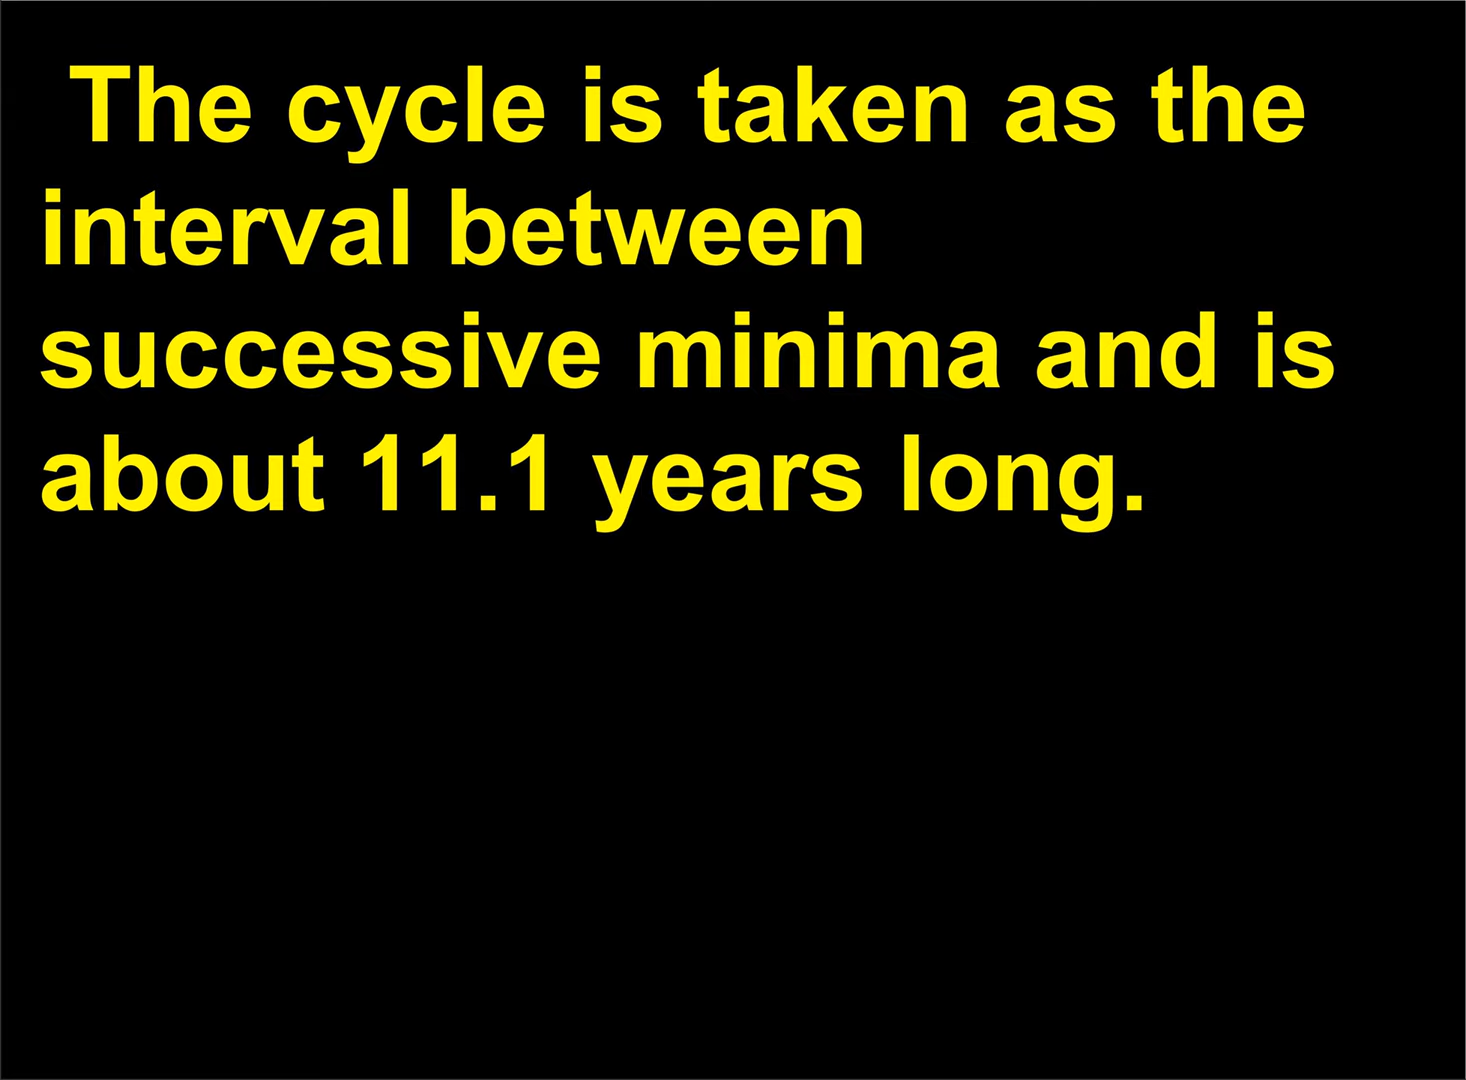 The cycle is taken as the
interval between
successive minima and is
about 11.1 years long.